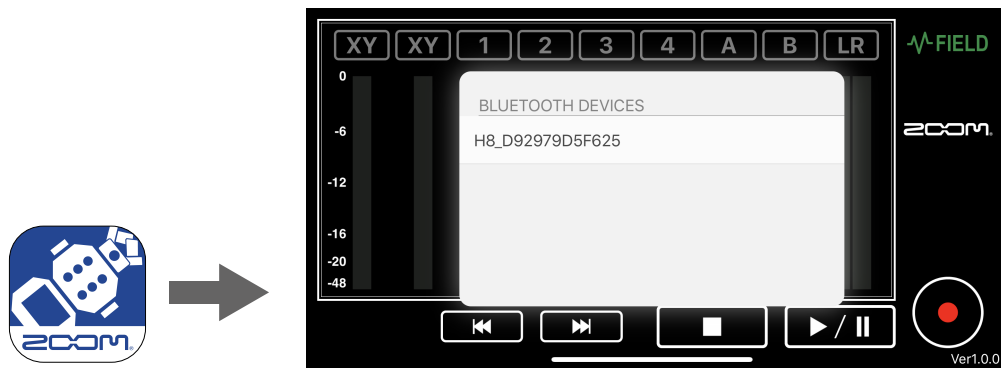 XY XY 1 2 3 4 A B LR
FIELD
0
BLUETOOTH DEVICES
-6
ZOOM
H8_D92979D5F625
-12
-16
-20
-48
ZOOM
Ver1.0.0